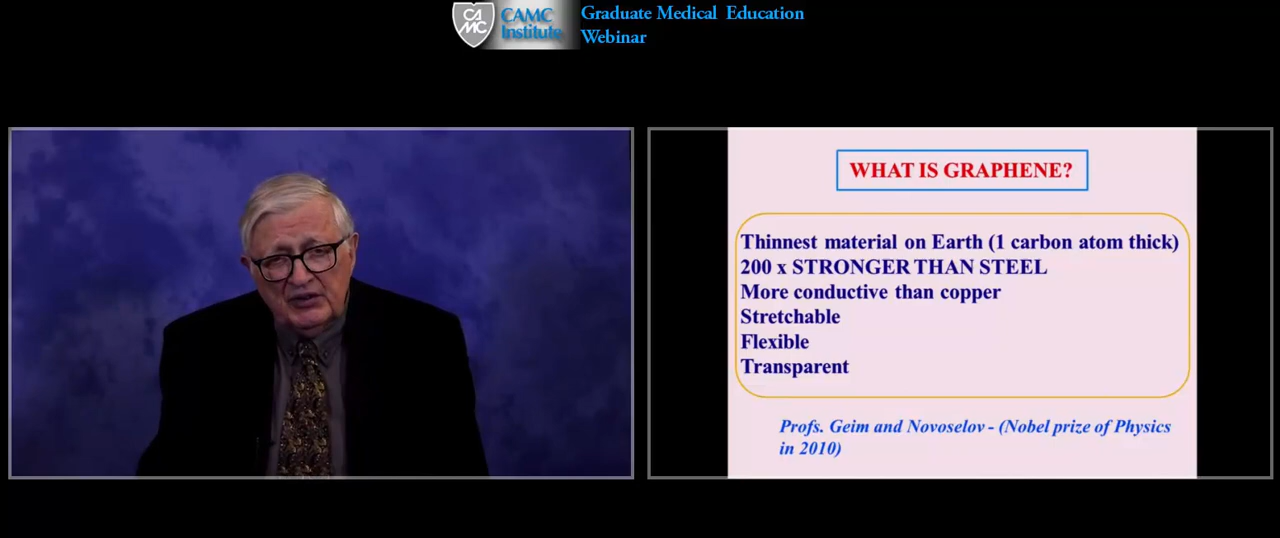 CAMC
CAMC
Institute
Graduate Medical Education
Webinar
WHAT IS GRAPHENE?
Thinnest material on Earth (1 carbon atom thick)
200 x STRONGER THAN STEEL
More conductive than copper
Stretchable
Flexible
Transparent
Profs. Geim and Novoselov - (Nobel prize of Physics
in 2010)